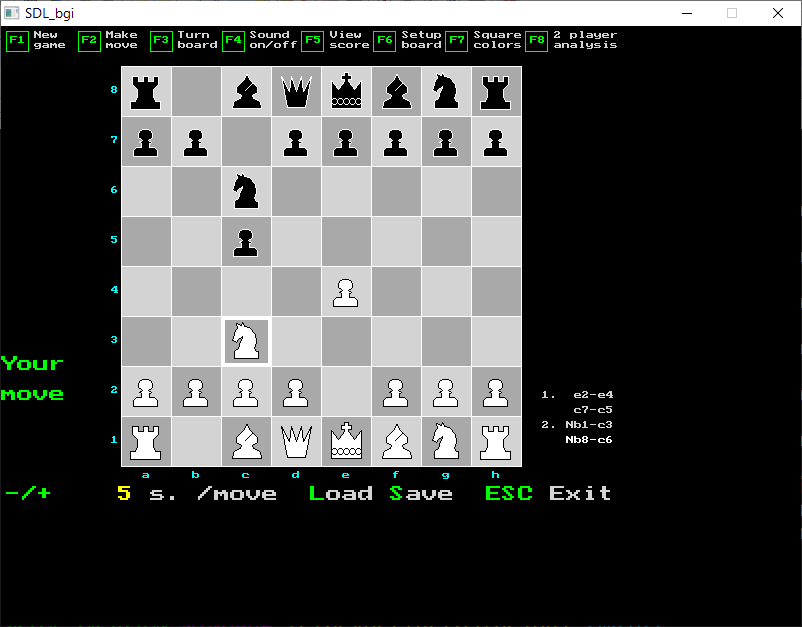 SDL_bgi
F1 New game F2 Make move F3 Turn board F4 Sound on/off F5 View score F6 Setup board F7 Square colors F8 2 player analysis
8
7
6
5
4
3
Your
move
2
1
1. e2-e4
c7-c5
2. Nb1-c3
Nb8-c6
a b c d e f g h
-/+ 5 s. /move Load Save ESC Exit